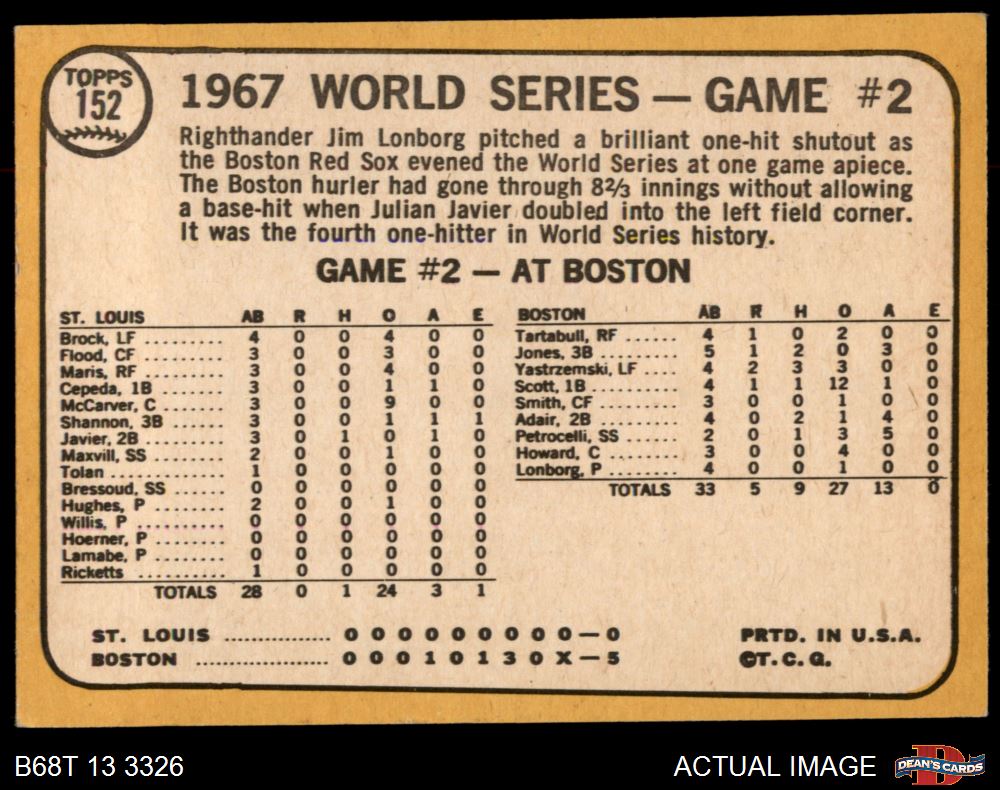 TOPPS
152
1967 WORLD SERIES — GAME #2
Righthander Jim Lonborg pitched a brilliant one-hit shutout as
the Boston Red Sox evened the World Series at one game apiece.
The Boston hurler had gone through 8⅔ innings without allowing
a base-hit when Julian Javier doubled into the left field corner.
It was the fourth one-hitter in World Series history.
GAME #2 — AT BOSTON
ST. LOUIS AB R H O A E
Brock, LF ......... 4 0 0 4 0 0
Flood, CF ......... 3 0 0 3 0 0
Maris, RF ......... 3 0 0 4 0 0
Cepeda, 1B ........ 3 0 0 1 1 0
McCarver, C ....... 3 0 0 9 0 0
Shannon, 3B ....... 3 0 0 1 1 1
Javier, 2B ........ 3 0 1 0 1 0
Maxvill, SS ....... 2 0 0 1 0 0
Tolan ............. 1 0 0 0 0 0
Bressoud, SS ...... 0 0 0 0 0 0
Hughes, P ......... 2 0 0 1 0 0
Willis, P ......... 0 0 0 0 0 0
Hoerner, P ........ 0 0 0 0 0 0
Lamabe, P ......... 0 0 0 0 0 0
Ricketts .......... 1 0 0 0 0 0
TOTALS 28 0 1 24 3 1
BOSTON AB R H O A E
Tartabull, RF ...... 4 1 0 2 0 0
Jones, 3B .......... 5 1 2 0 3 0
Yastrzemski, LF .... 4 2 3 3 0 0
Scott, 1B .......... 4 1 1 12 1 0
Smith, CF .......... 3 0 0 1 0 0
Adair, 2B .......... 4 0 2 1 4 0
Petrocelli, SS ..... 2 0 1 3 5 0
Howard, C .......... 3 0 0 4 0 0
Lonborg, P ......... 4 0 0 1 0 0
TOTALS 33 5 9 27 13 0
ST. LOUIS ............... 0 0 0 0 0 0 0 0 0 — 0
BOSTON .................. 0 0 0 1 0 1 3 0 X — 5
PRTD. IN U.S.A.
©T.C.G.
B68T 13 3326
ACTUAL IMAGE
DEAN'S CARDS